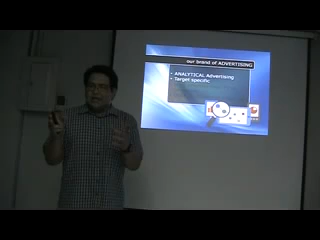 our brand of ADVERTISING
• ANALYTICAL Advertising
• Target specific